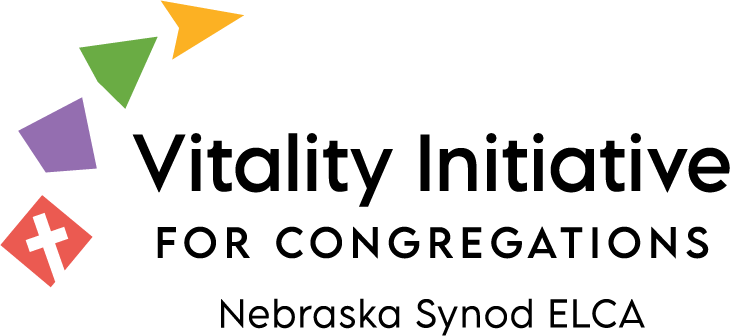 Vitality Initiative
FOR CONGREGATIONS
Nebraska Synod ELCA